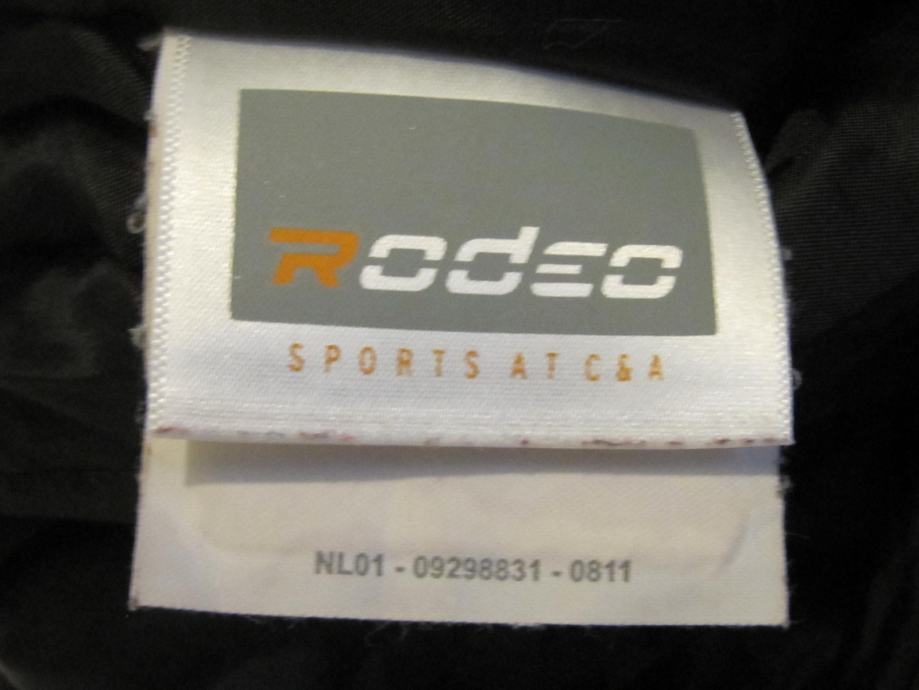 RODEO
SPORTS AT C&A
NL01 - 09298831 - 0811